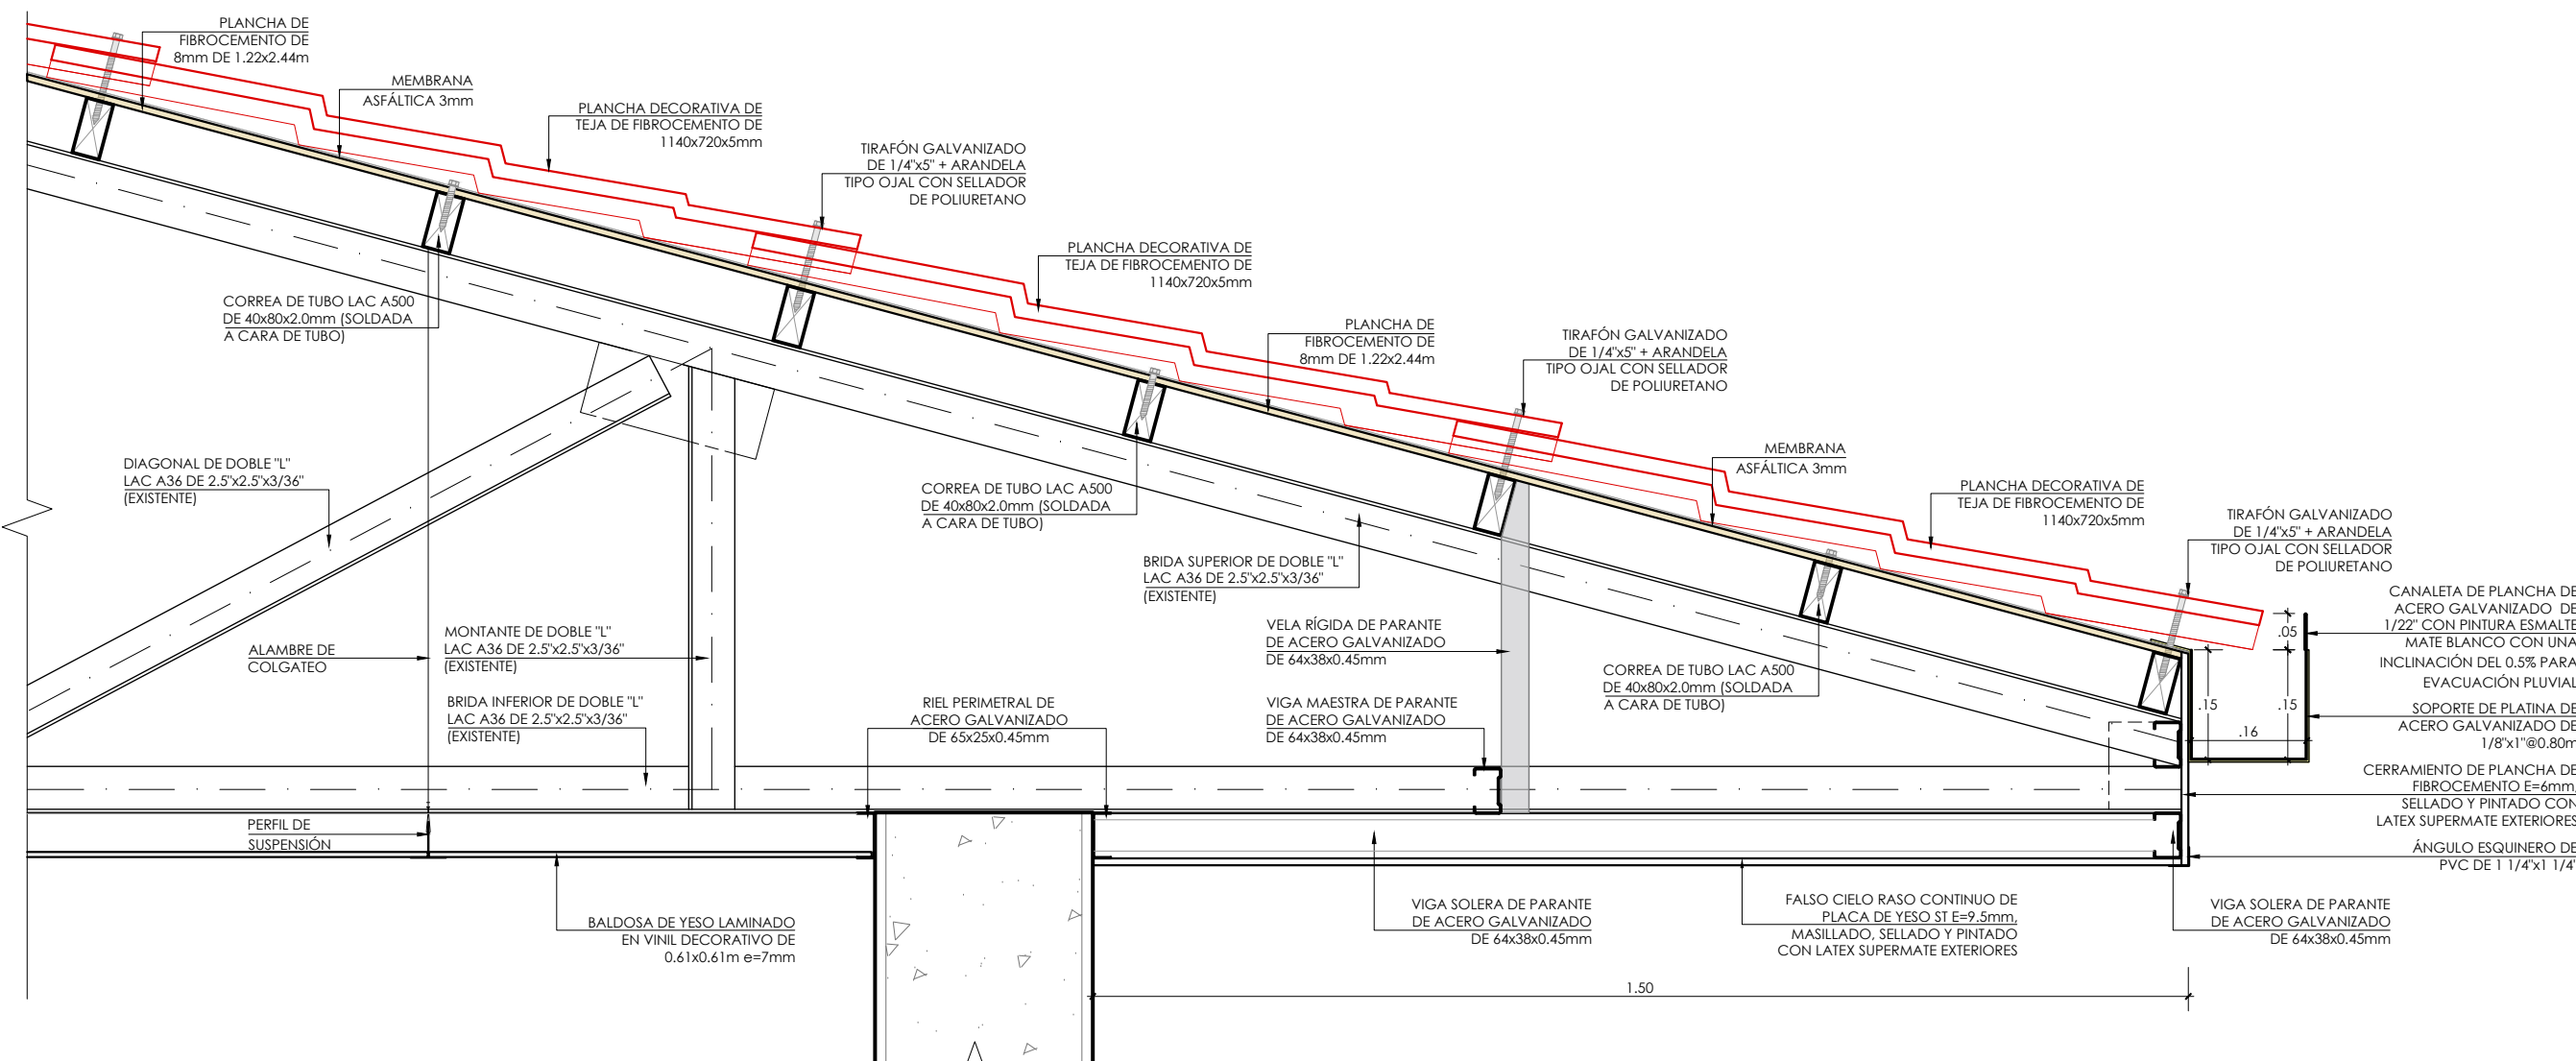 PLANCHA DE
FIBROCEMENTO DE
8mm DE 1.22x2.44m
MEMBRANA
ASFÁLTICA 3mm
PLANCHA DECORATIVA DE
TEJA DE FIBROCEMENTO DE
1140x720x5mm
TIRAFÓN GALVANIZADO
DE 1/4"x5" + ARANDELA
TIPO OJAL CON SELLADOR
DE POLIURETANO
PLANCHA DECORATIVA DE
TEJA DE FIBROCEMENTO DE
1140x720x5mm
CORREA DE TUBO LAC A500
DE 40x80x2.0mm (SOLDADA
A CARA DE TUBO)
PLANCHA DE
FIBROCEMENTO DE
8mm DE 1.22x2.44m
TIRAFÓN GALVANIZADO
DE 1/4"x5" + ARANDELA
TIPO OJAL CON SELLADOR
DE POLIURETANO
DIAGONAL DE DOBLE "L"
LAC A36 DE 2.5"x2.5"x3/36"
(EXISTENTE)
CORREA DE TUBO LAC A500
DE 40x80x2.0mm (SOLDADA
A CARA DE TUBO)
MEMBRANA
ASFÁLTICA 3mm
PLANCHA DECORATIVA DE
TEJA DE FIBROCEMENTO DE
1140x720x5mm
TIRAFÓN GALVANIZADO
DE 1/4"x5" + ARANDELA
TIPO OJAL CON SELLADOR
DE POLIURETANO
BRIDA SUPERIOR DE DOBLE "L"
LAC A36 DE 2.5"x2.5"x3/36"
(EXISTENTE)
CANALETA DE PLANCHA DE
ACERO GALVANIZADO DE
1/22" CON PINTURA ESMALTE
MATE BLANCO CON UNA
INCLINACIÓN DEL 0.5% PARA
EVACUACIÓN PLUVIAL
.05
.15
.15
.16
ALAMBRE DE
COLGATEO
MONTANTE DE DOBLE "L"
LAC A36 DE 2.5"x2.5"x3/36"
(EXISTENTE)
VELA RÍGIDA DE PARANTE
DE ACERO GALVANIZADO
DE 64x38x0.45mm
CORREA DE TUBO LAC A500
DE 40x80x2.0mm (SOLDADA
A CARA DE TUBO)
BRIDA INFERIOR DE DOBLE "L"
LAC A36 DE 2.5"x2.5"x3/36"
(EXISTENTE)
RIEL PERIMETRAL DE
ACERO GALVANIZADO
DE 65x25x0.45mm
VIGA MAESTRA DE PARANTE
DE ACERO GALVANIZADO
DE 64x38x0.45mm
SOPORTE DE PLATINA DE
ACERO GALVANIZADO DE
1/8"x1"@0.80m
CERRAMIENTO DE PLANCHA DE
FIBROCEMENTO E=6mm,
SELLADO Y PINTADO CON
LATEX SUPERMATE EXTERIORES
PERFIL DE
SUSPENSIÓN
ÁNGULO ESQUINERO DE
PVC DE 1 1/4"x1 1/4"
BALDOSA DE YESO LAMINADO
EN VINIL DECORATIVO DE
0.61x0.61m e=7mm
VIGA SOLERA DE PARANTE
DE ACERO GALVANIZADO
DE 64x38x0.45mm
FALSO CIELO RASO CONTINUO DE
PLACA DE YESO ST E=9.5mm,
MASILLADO, SELLADO Y PINTADO
CON LATEX SUPERMATE EXTERIORES
VIGA SOLERA DE PARANTE
DE ACERO GALVANIZADO
DE 64x38x0.45mm
1.50